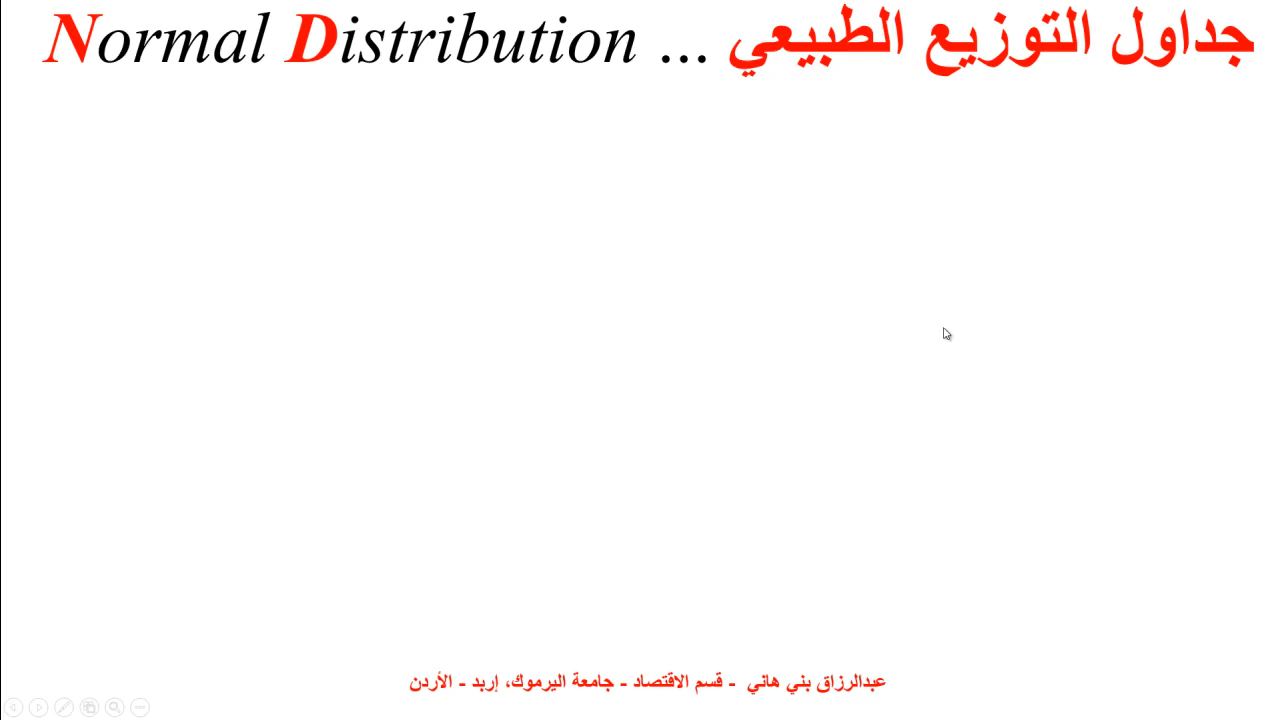 جداول التوزيع الطبيعي ... Normal Distribution
عبدالرزاق بني هاني - قسم الاقتصاد - جامعة اليرموك، إربد - الأردن